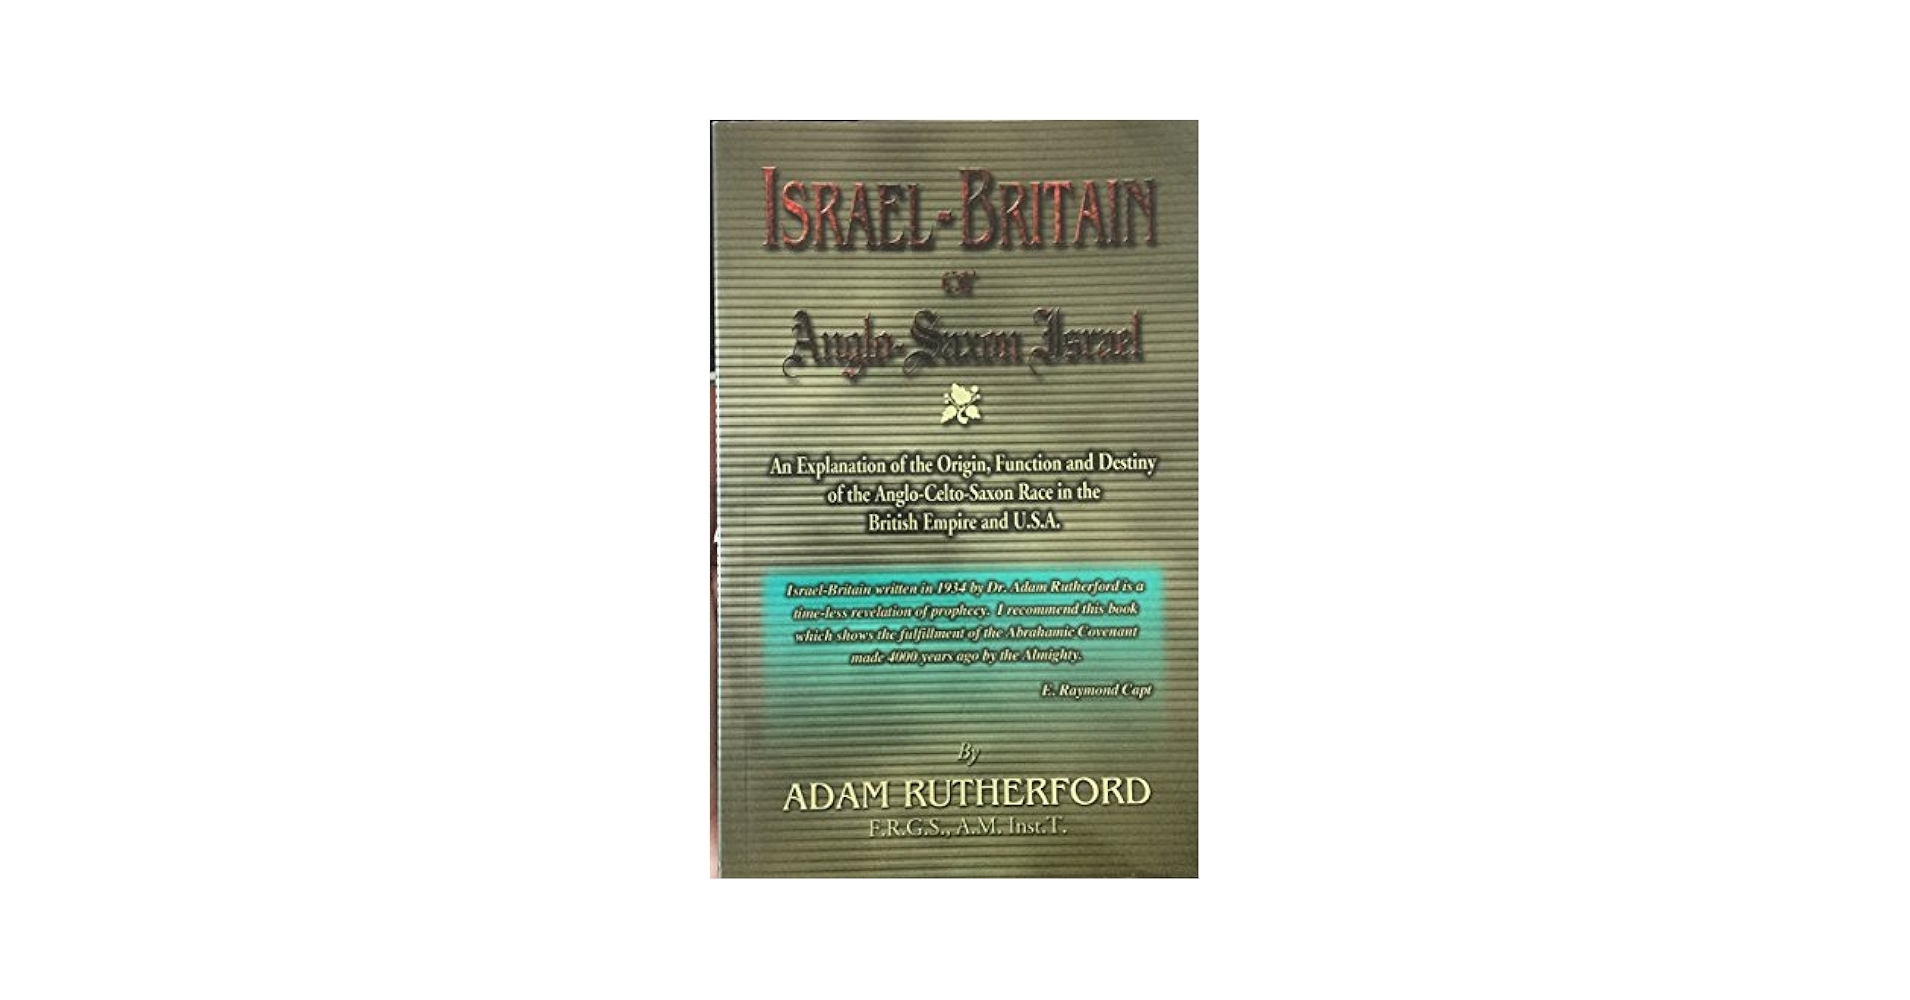 ISRAEL-BRITAIN
or
Anglo-Saxon Israel
An Explanation of the Origin, Function and Destiny
of the Anglo-Celto-Saxon Race in the
British Empire and U.S.A.
Israel-Britain written in 1934 by Dr. Adam Rutherford is a
time-less revelation of prophecy. I recommend this book
which shows the fulfillment of the Abrahamic Covenant
made 4000 years ago by the Almighty.
E. Raymond Capt
By
ADAM RUTHERFORD
F.R.G.S., A.M. Inst.T.